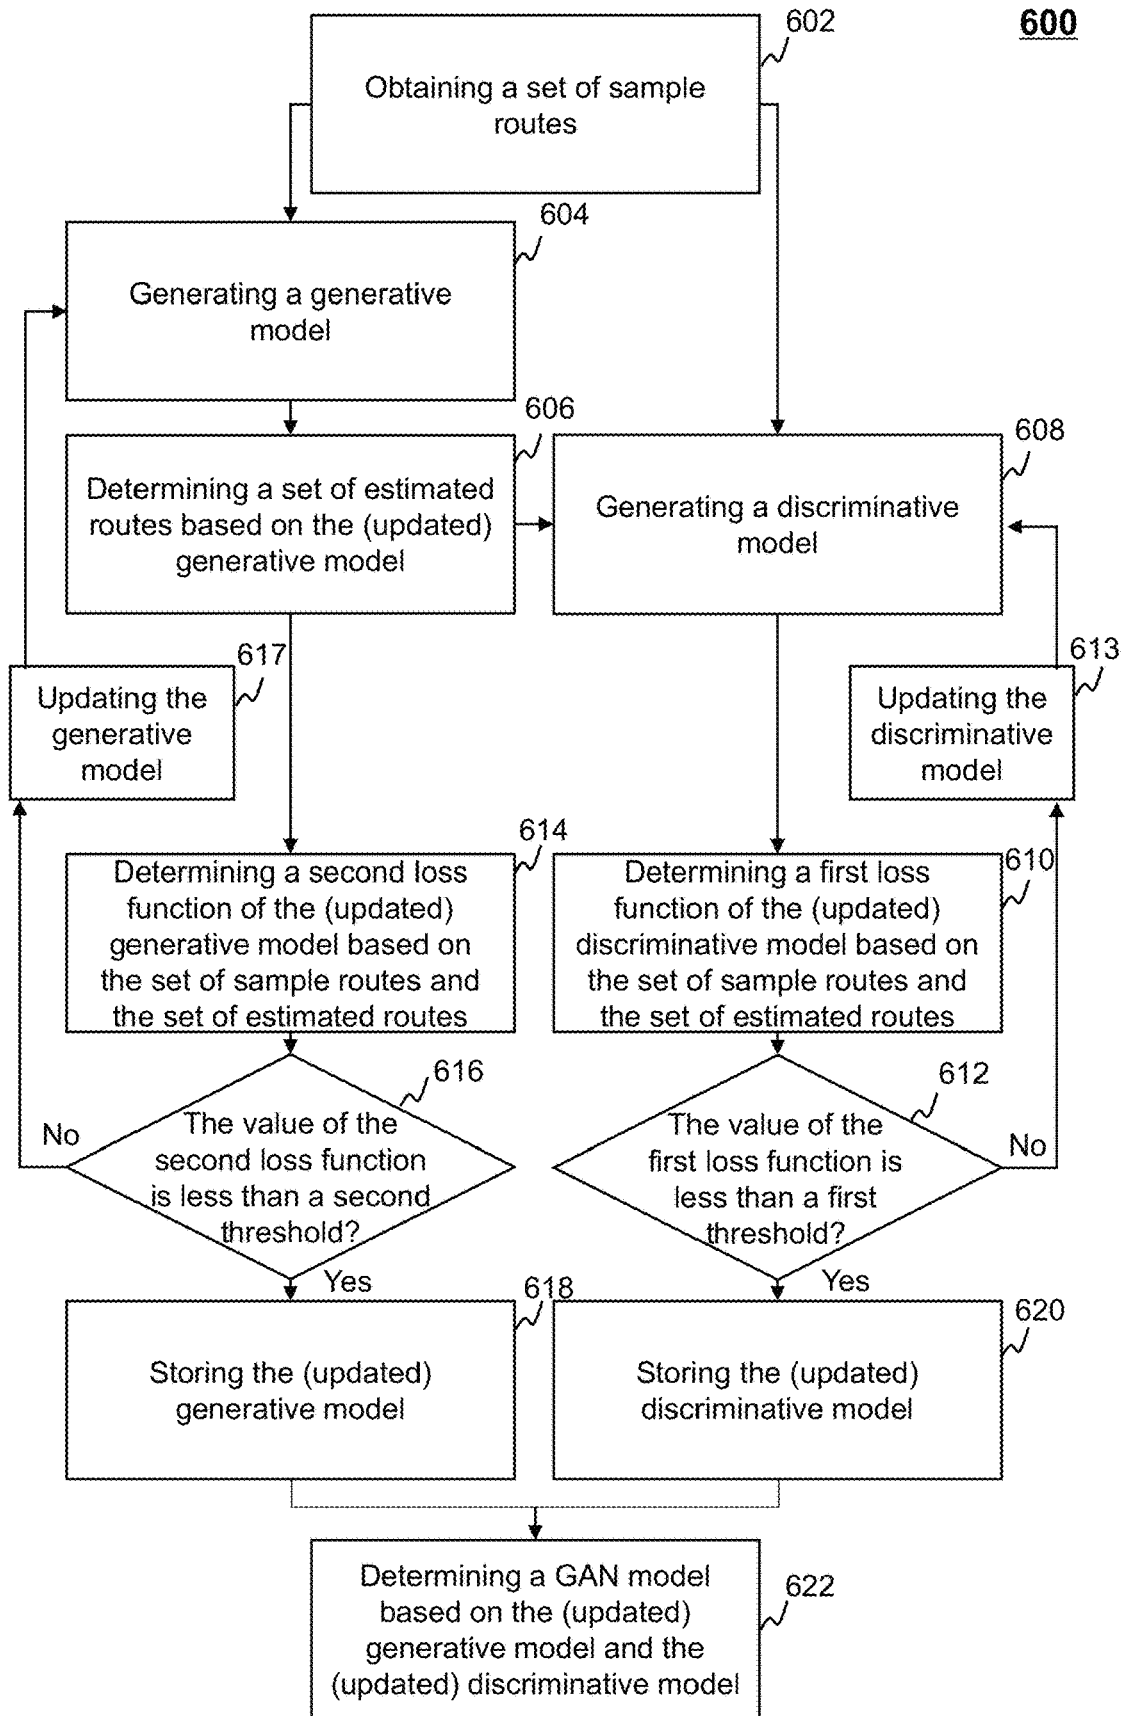 600
602
Obtaining a set of sample
routes
604
Generating a generative
model
606
Determining a set of estimated
routes based on the (updated)
generative model
608
Generating a discriminative
model
617
Updating the
generative
model
613
Updating the
discriminative
model
614
Determining a second loss
function of the (updated)
generative model based on
the set of sample routes and
the set of estimated routes
610
Determining a first loss
function of the (updated)
discriminative model based on
the set of sample routes and
the set of estimated routes
616
No
The value of the
second loss function
is less than a second
threshold?
Yes
612
The value of the
first loss function is
less than a first
threshold?
No
Yes
618
Storing the (updated)
generative model
620
Storing the (updated)
discriminative model
622
Determining a GAN model
based on the (updated)
generative model and the
(updated) discriminative model